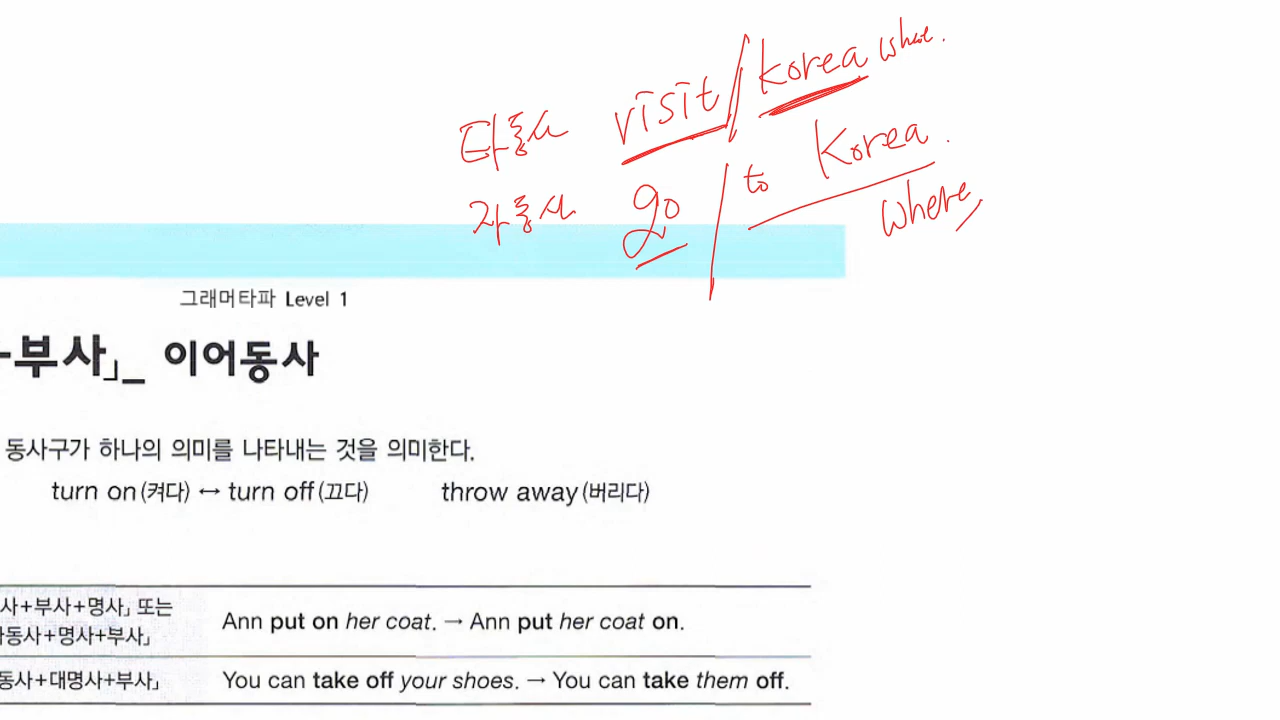 타동사 visit / Korea what.
자동사 go / to Korea.
where
그래머타파 Level 1
부사」_ 이어동사
동사구가 하나의 의미를 나타내는 것을 의미한다.
turn on(켜다) ↔ turn off(끄다) throw away(버리다)
사+부사+명사」 또는
동사+명사+부사」
Ann put on her coat. → Ann put her coat on.
동사+대명사+부사」 You can take off your shoes. → You can take them off.